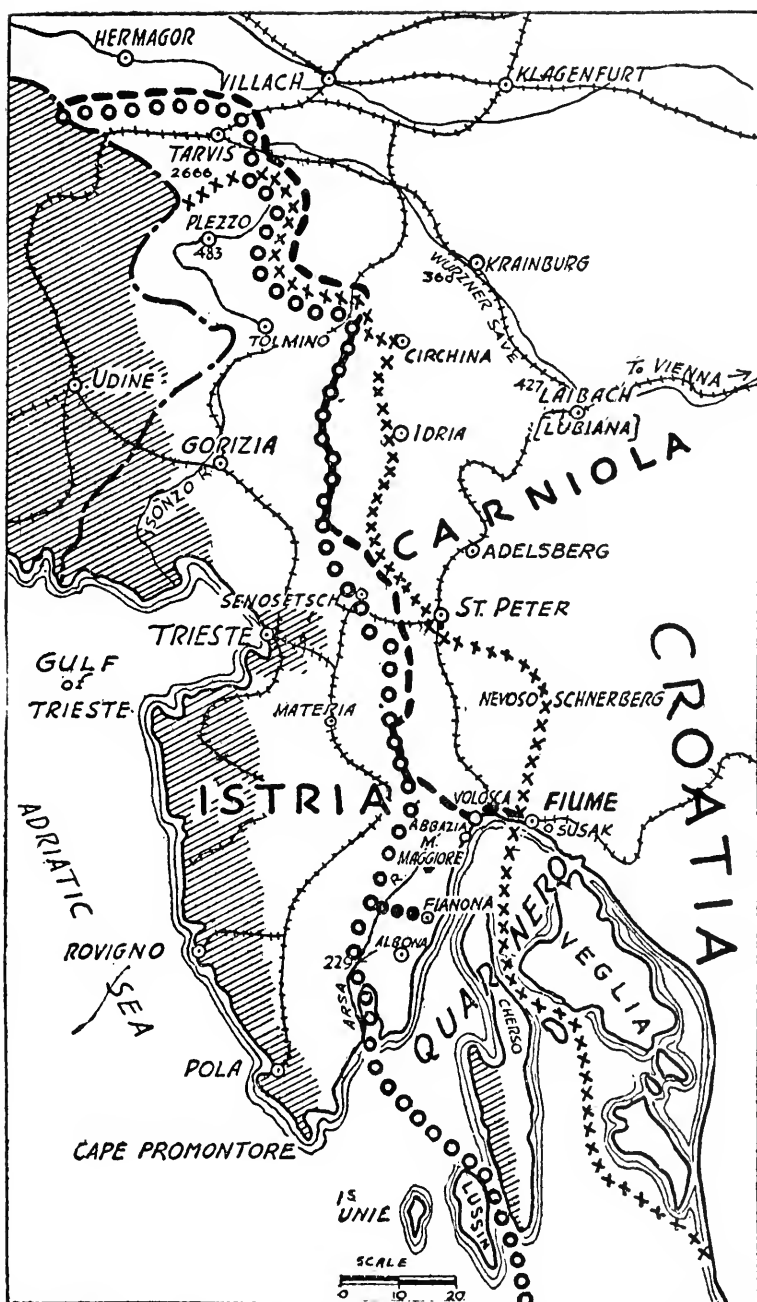 HERMAGOR
VILLACH
KLAGENFURT
TARVIS
2666
PLEZZO
483
KRAINBURG
360
WURZNER SAVE
TOLMINO
CIRCHINA
UDINE
427
TO VIENNA →
LAIBACH
[LUBIANA]
GORIZIA
IDRIA
ISONZO R.
CARNIOLA
ADELSBERG
SENOSETSCH
ST. PETER
TRIESTE
GULF
of
TRIESTE
CROATIA
MATERIA
NEVOSO
SCHNERBERG
ISTRIA
VOLOSCA
FIUME
ABBAZIA
SUSAK
M.
MAGGIORE
ADRIATIC
SEA
R.
FIANONA
ROVIGNO
229
ALBONA
ARSA
QUARNERO
VEGLIA
CHERSO
POLA
CAPE PROMONTORE
IS.
UNIE
LUSSIN
SCALE
0 10 20